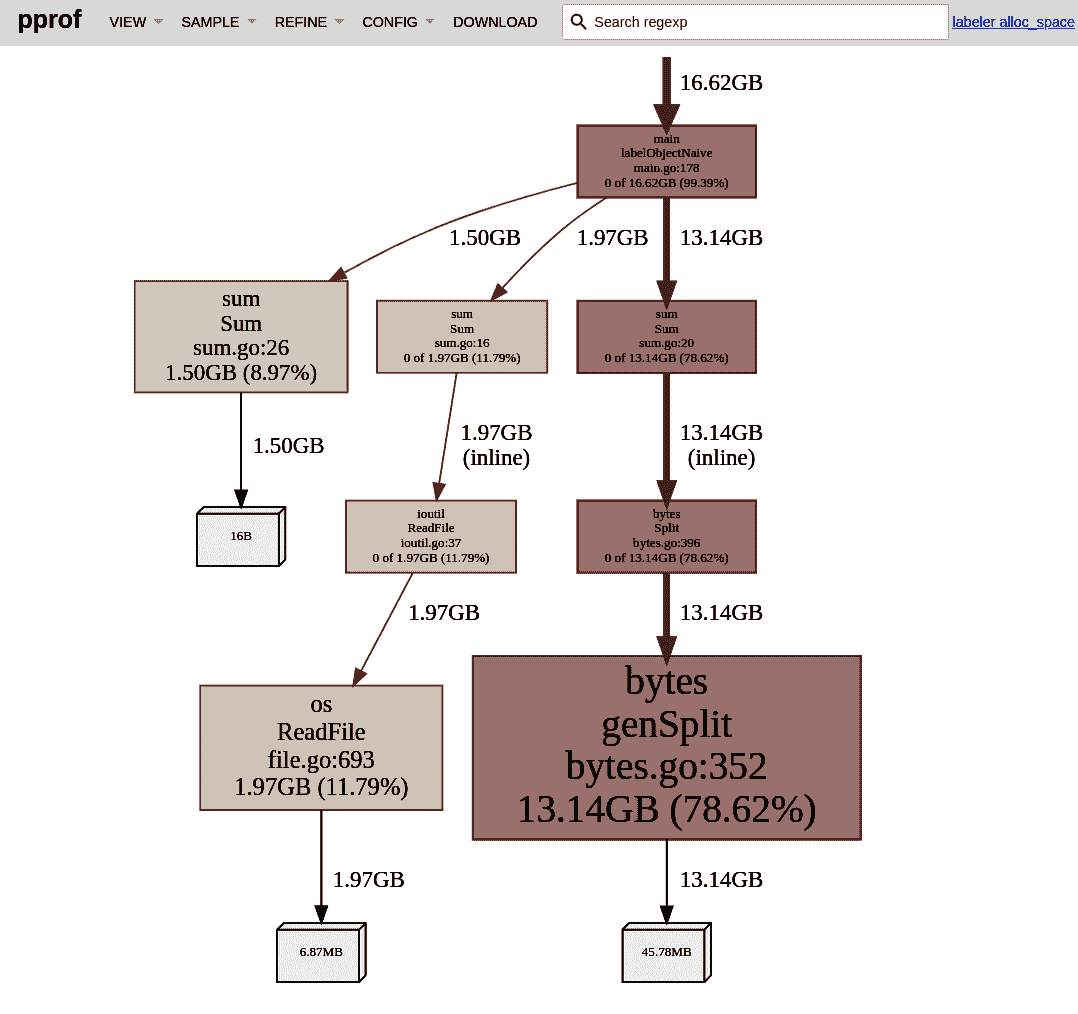 pprof VIEW SAMPLE REFINE CONFIG DOWNLOAD Search regexp labeler alloc_space
16.62GB
main
labelObjectNaive
main.go:178
0 of 16.62GB (99.39%)
1.50GB
1.97GB
13.14GB
sum
Sum
sum.go:26
1.50GB (8.97%)
sum
Sum
sum.go:16
0 of 1.97GB (11.79%)
sum
Sum
sum.go:20
0 of 13.14GB (78.62%)
1.50GB
1.97GB
(inline)
13.14GB
(inline)
16B
ioutil
ReadFile
ioutil.go:37
0 of 1.97GB (11.79%)
bytes
Split
bytes.go:396
0 of 13.14GB (78.62%)
1.97GB
13.14GB
os
ReadFile
file.go:693
1.97GB (11.79%)
bytes
genSplit
bytes.go:352
13.14GB (78.62%)
1.97GB
13.14GB
6.87MB
45.78MB